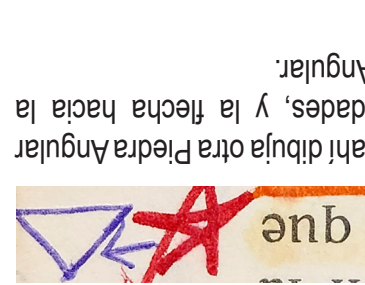 que
ahí dibuja otra Piedra Angular
dades, y la flecha hacia la
Angular.